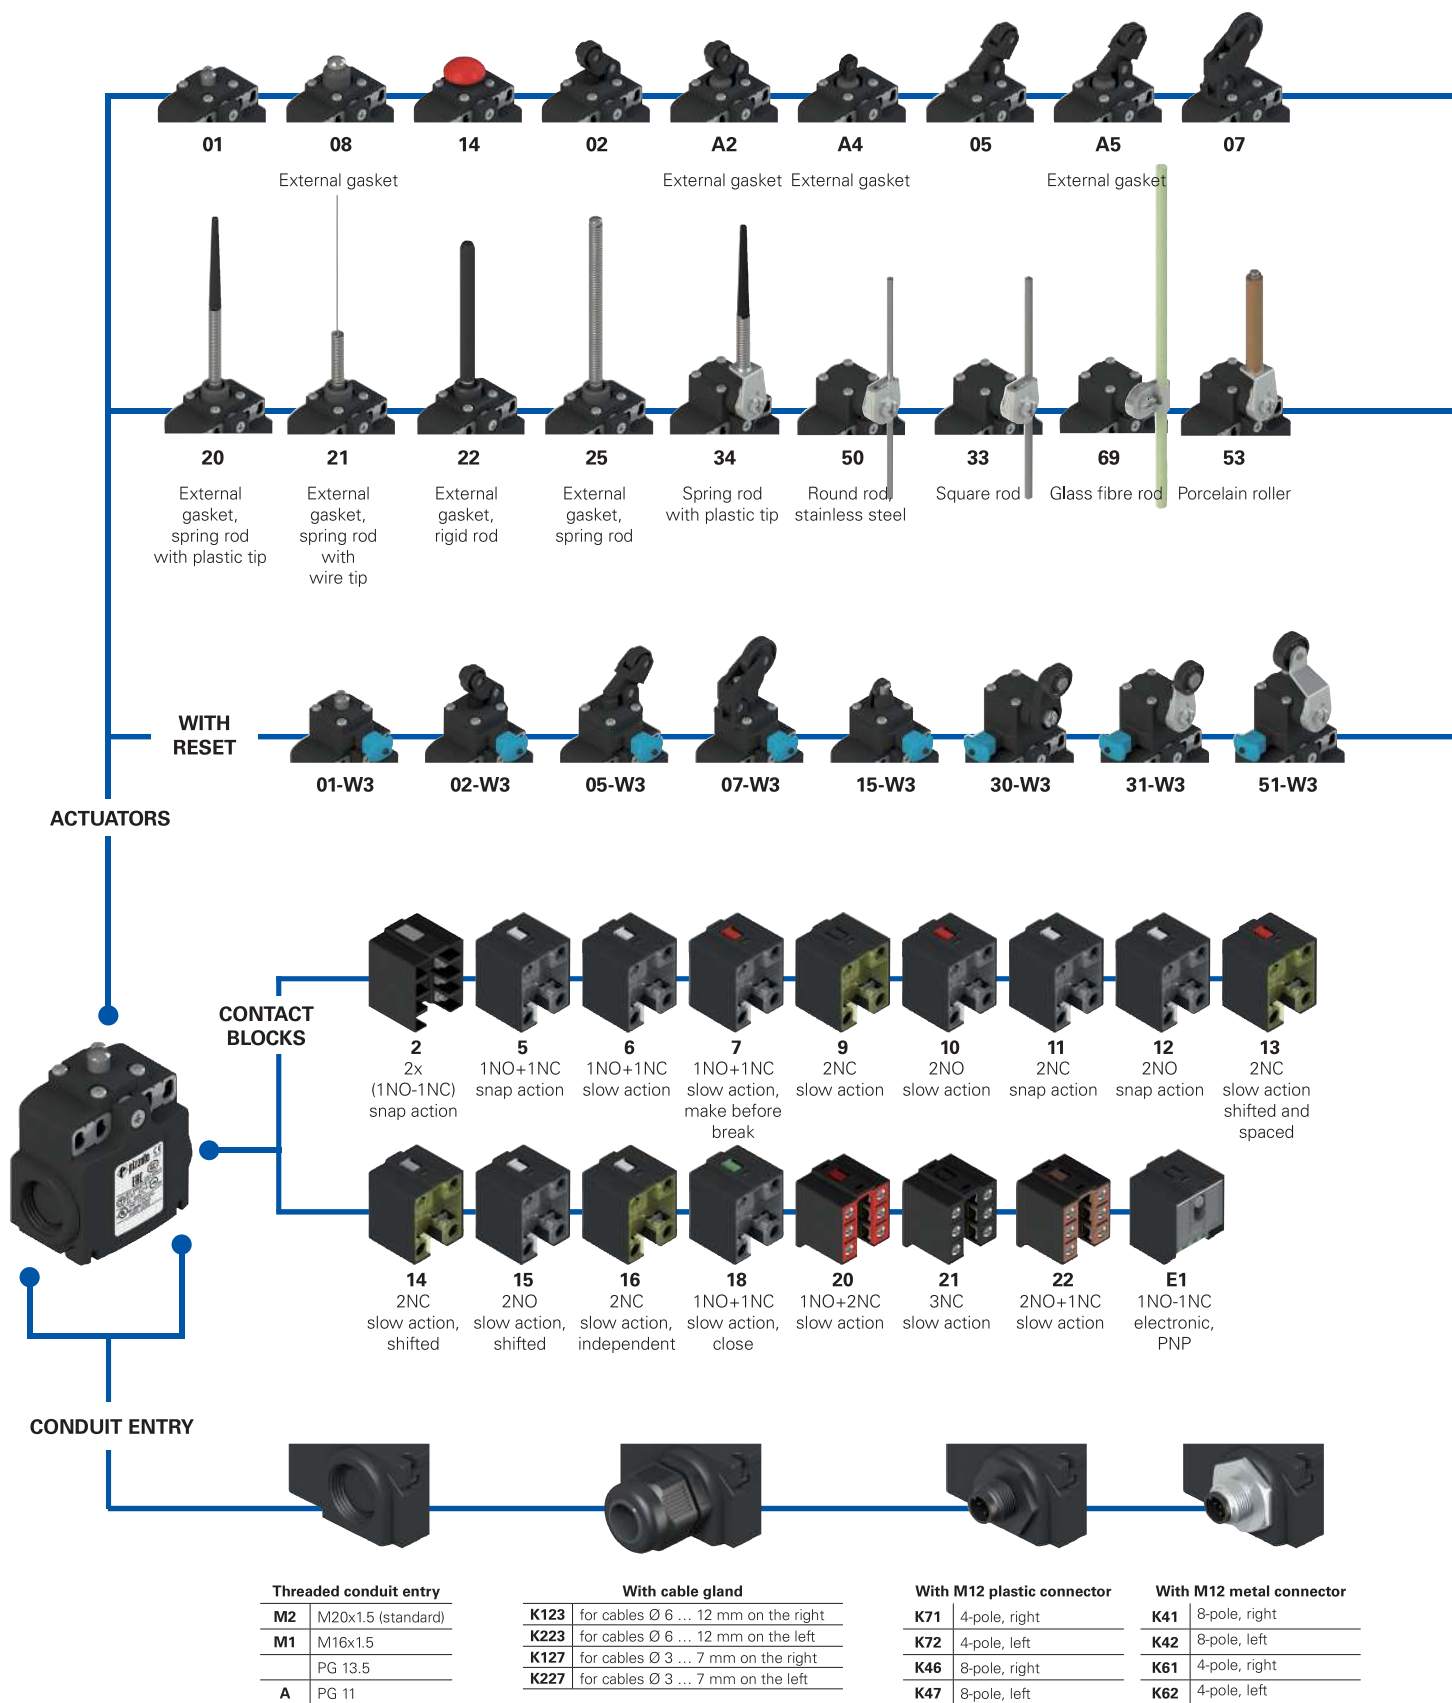 01 08 14 02 A2 A4 05 A5 07
External gasket External gasket External gasket External gasket
20 21 22 25 34 50 33 69 53
External gasket, spring rod with plastic tip
External gasket, spring rod with wire tip
External gasket, rigid rod
External gasket, spring rod
Spring rod with plastic tip
Round rod, stainless steel
Square rod
Glass fibre rod
Porcelain roller
WITH
RESET
01-W3 02-W3 05-W3 07-W3 15-W3 30-W3 31-W3 51-W3
ACTUATORS
CONTACT
BLOCKS
2
2x
(1NO-1NC)
snap action
5
1NO+1NC
snap action
6
1NO+1NC
slow action
7
1NO+1NC
slow action,
make before
break
9
2NC
slow action
10
2NO
slow action
11
2NC
snap action
12
2NO
snap action
13
2NC
slow action
shifted and
spaced
pizzato
EAC
14
2NC
slow action,
shifted
15
2NO
slow action,
shifted
16
2NC
slow action,
independent
18
1NO+1NC
slow action,
close
20
1NO+2NC
slow action
21
3NC
slow action
22
2NO+1NC
slow action
E1
1NO-1NC
electronic,
PNP
CONDUIT ENTRY
Threaded conduit entry
M2 M20x1.5 (standard)
M1 M16x1.5
PG 13.5
A PG 11
With cable gland
K123 for cables Ø 6 … 12 mm on the right
K223 for cables Ø 6 … 12 mm on the left
K127 for cables Ø 3 … 7 mm on the right
K227 for cables Ø 3 … 7 mm on the left
With M12 plastic connector
K71 4-pole, right
K72 4-pole, left
K46 8-pole, right
K47 8-pole, left
With M12 metal connector
K41 8-pole, right
K42 8-pole, left
K61 4-pole, right
K62 4-pole, left